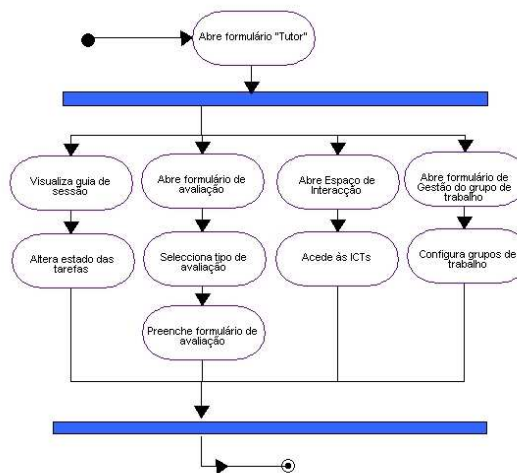 Abre formulário "Tutor"
Visualiza guia de
sessão
Abre formulário de
avaliação
Abre Espaço de
Interacção
Abre formulário de
Gestão do grupo de
trabalho
Altera estado das
tarefas
Selecciona tipo de
avaliação
Acede às ICTs
Configura grupos de
trabalho
Preenche formulário de
avaliação